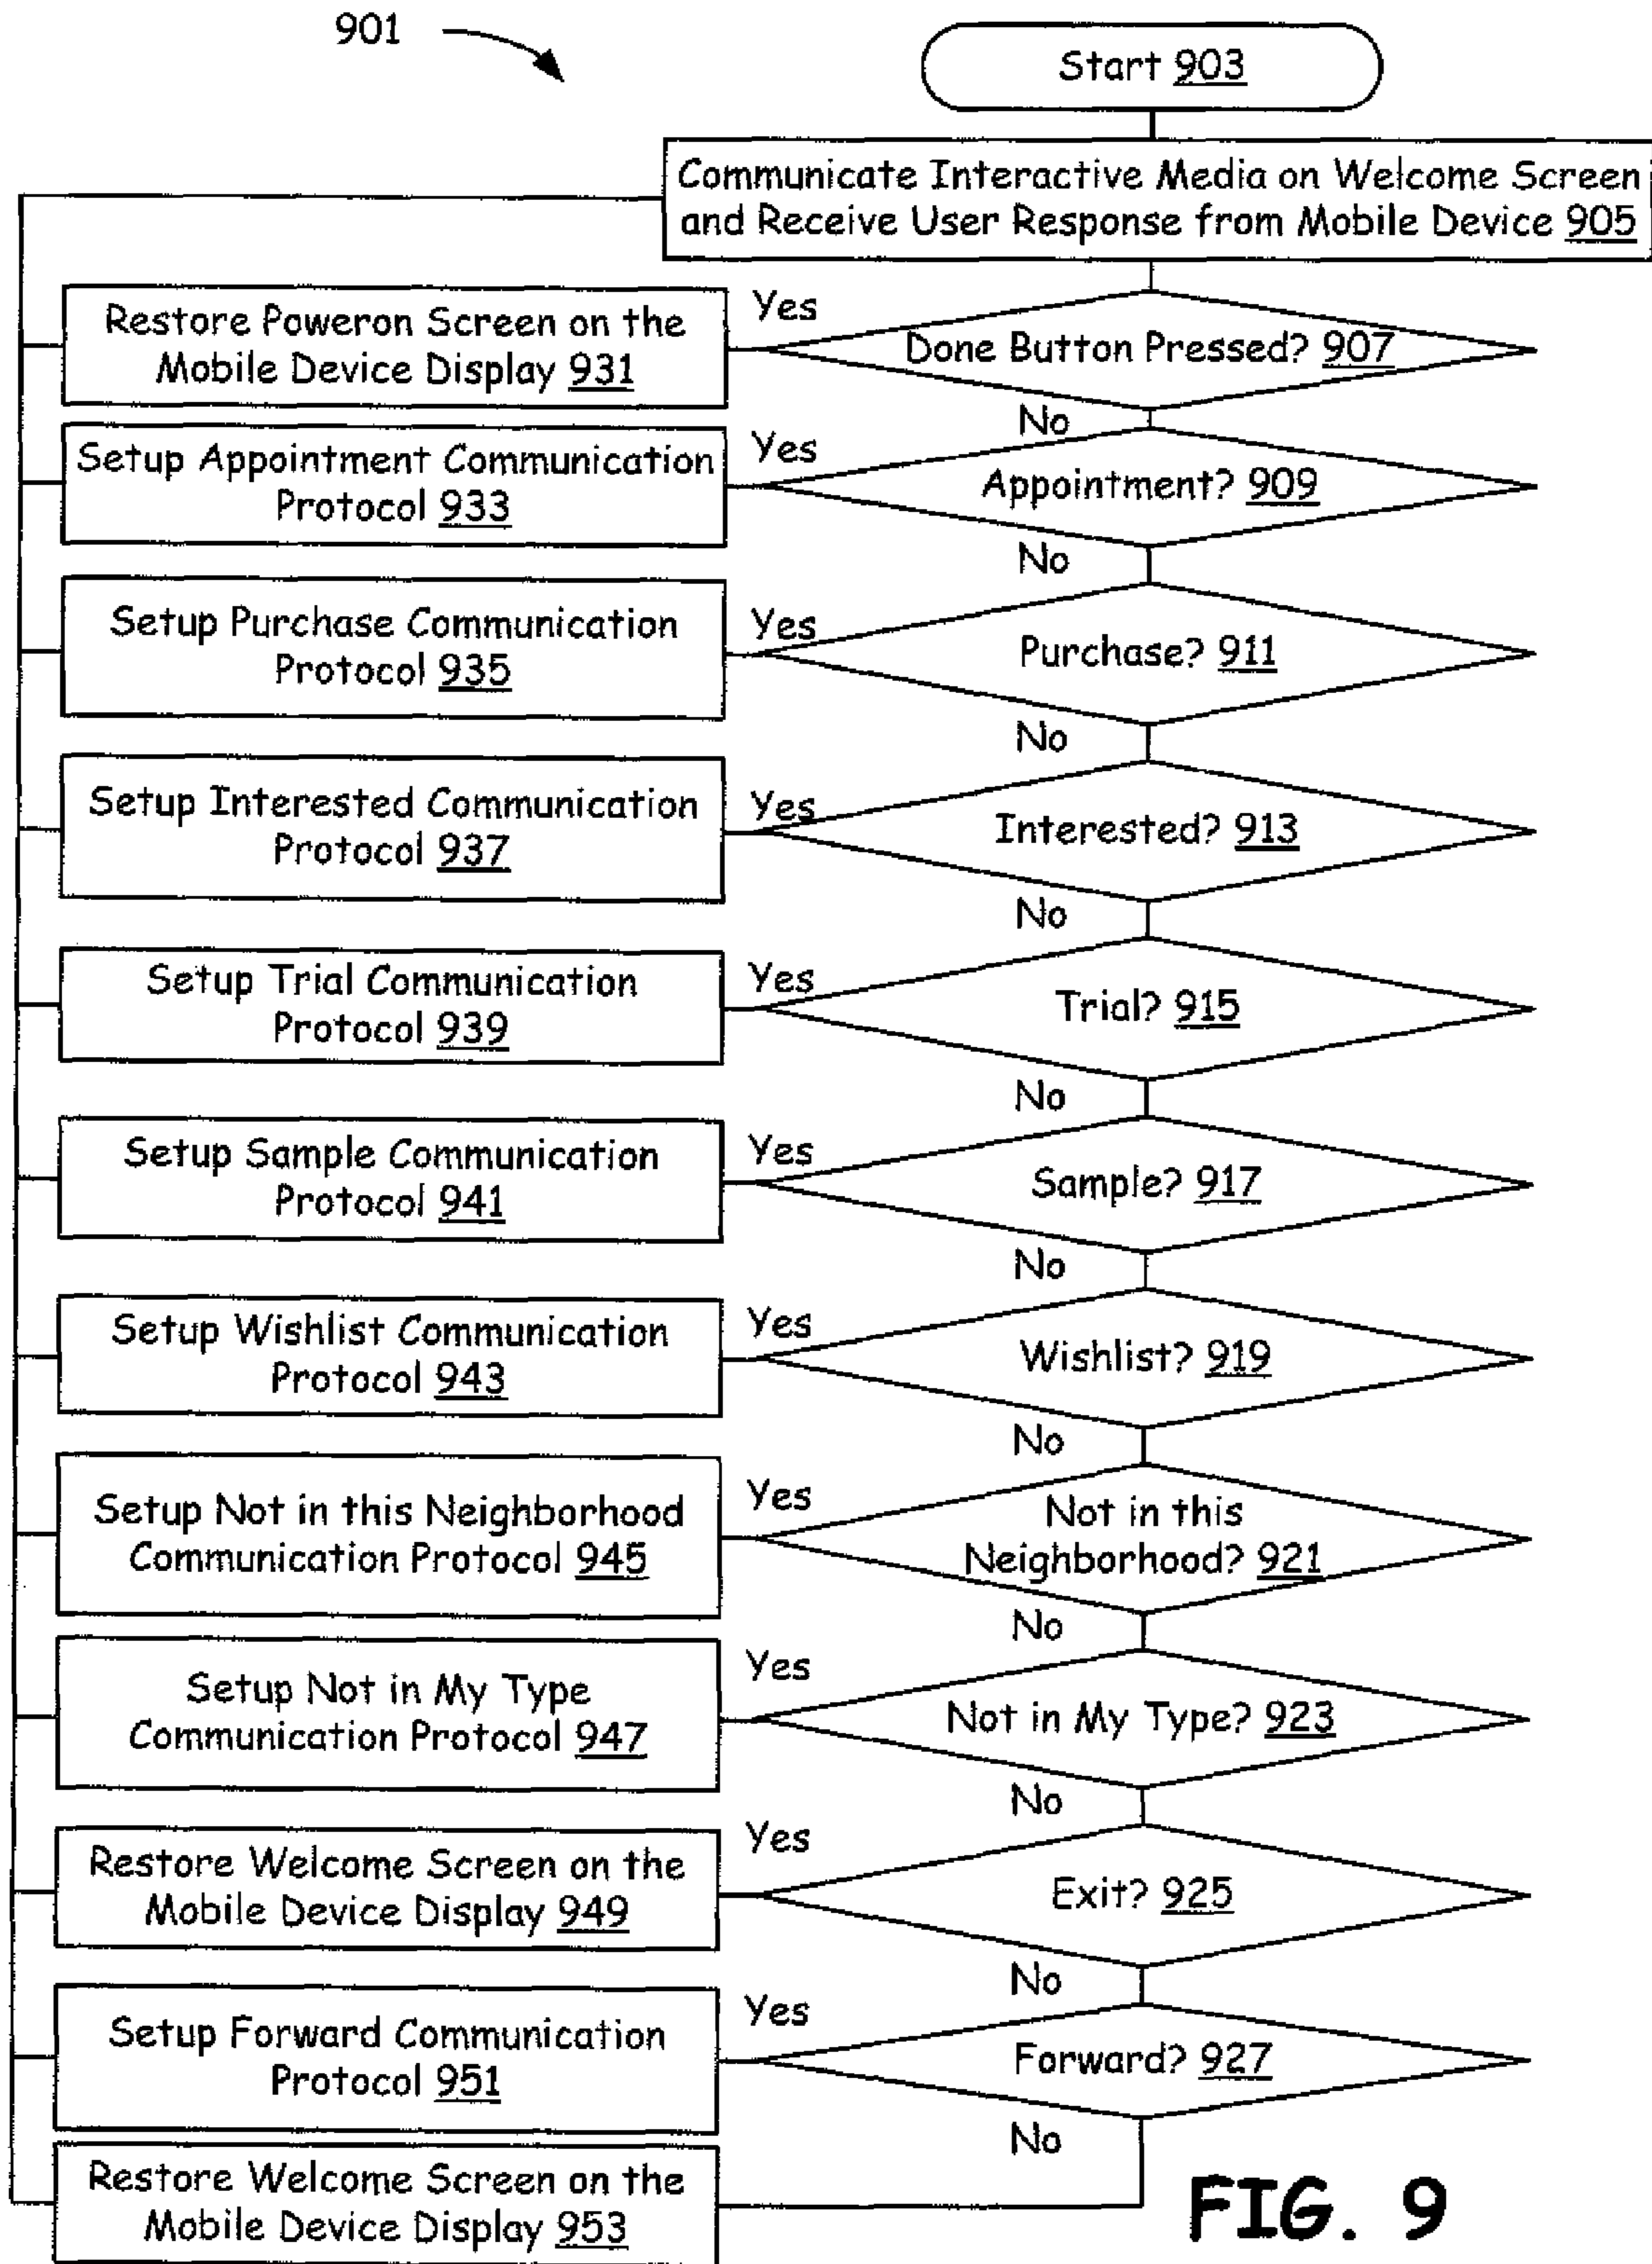 901
Start 903
Communicate Interactive Media on Welcome Screen
and Receive User Response from Mobile Device 905
Restore Poweron Screen on the
Mobile Device Display 931
Yes
Done Button Pressed? 907
No
Setup Appointment Communication
Protocol 933
Yes
Appointment? 909
No
Setup Purchase Communication
Protocol 935
Yes
Purchase? 911
No
Setup Interested Communication
Protocol 937
Yes
Interested? 913
No
Setup Trial Communication
Protocol 939
Yes
Trial? 915
No
Setup Sample Communication
Protocol 941
Yes
Sample? 917
No
Setup Wishlist Communication
Protocol 943
Yes
Wishlist? 919
No
Setup Not in this Neighborhood
Communication Protocol 945
Yes
Not in this
Neighborhood? 921
No
Setup Not in My Type
Communication Protocol 947
Yes
Not in My Type? 923
No
Restore Welcome Screen on the
Mobile Device Display 949
Yes
Exit? 925
No
Setup Forward Communication
Protocol 951
Yes
Forward? 927
No
Restore Welcome Screen on the
Mobile Device Display 953
FIG. 9